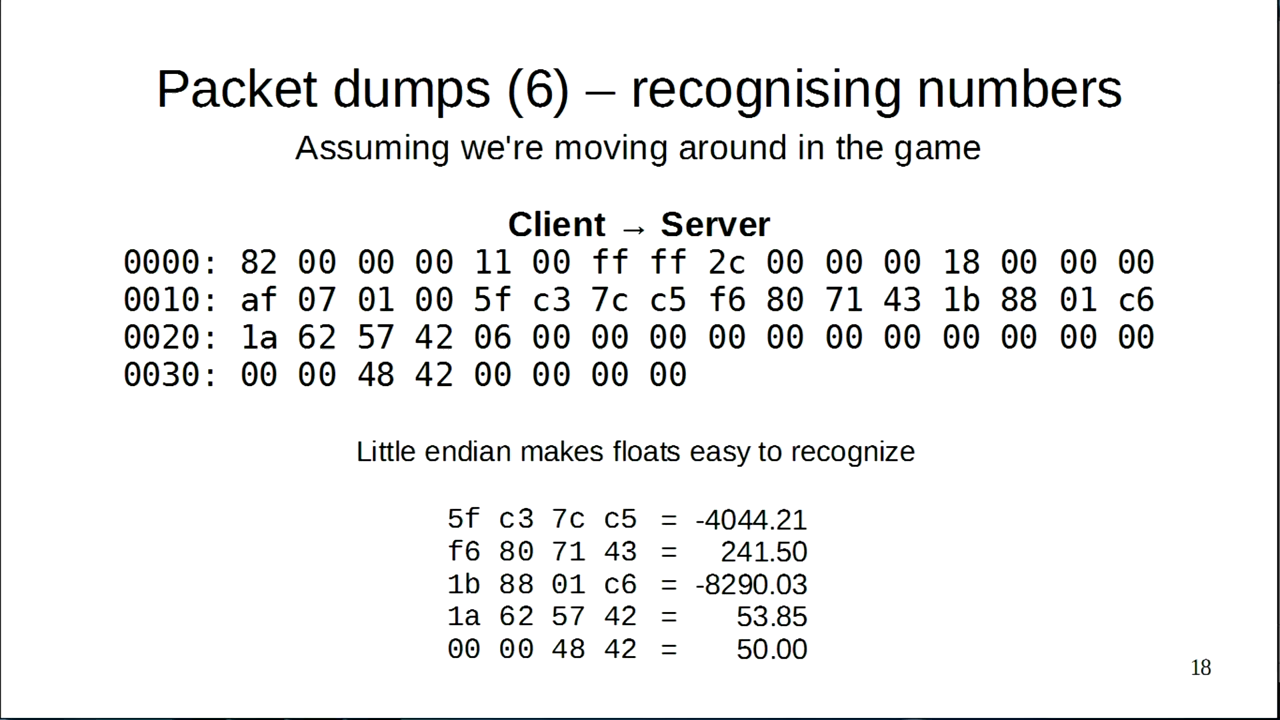 Packet dumps (6) – recognising numbers
Assuming we're moving around in the game
Client → Server
0000: 82 00 00 00 11 00 ff ff 2c 00 00 00 18 00 00 00
0010: af 07 01 00 5f c3 7c c5 f6 80 71 43 1b 88 01 c6
0020: 1a 62 57 42 06 00 00 00 00 00 00 00 00 00 00 00
0030: 00 00 48 42 00 00 00 00
Little endian makes floats easy to recognize
5f c3 7c c5 = -4044.21
f6 80 71 43 = 241.50
1b 88 01 c6 = -8290.03
1a 62 57 42 = 53.85
00 00 48 42 = 50.00
18